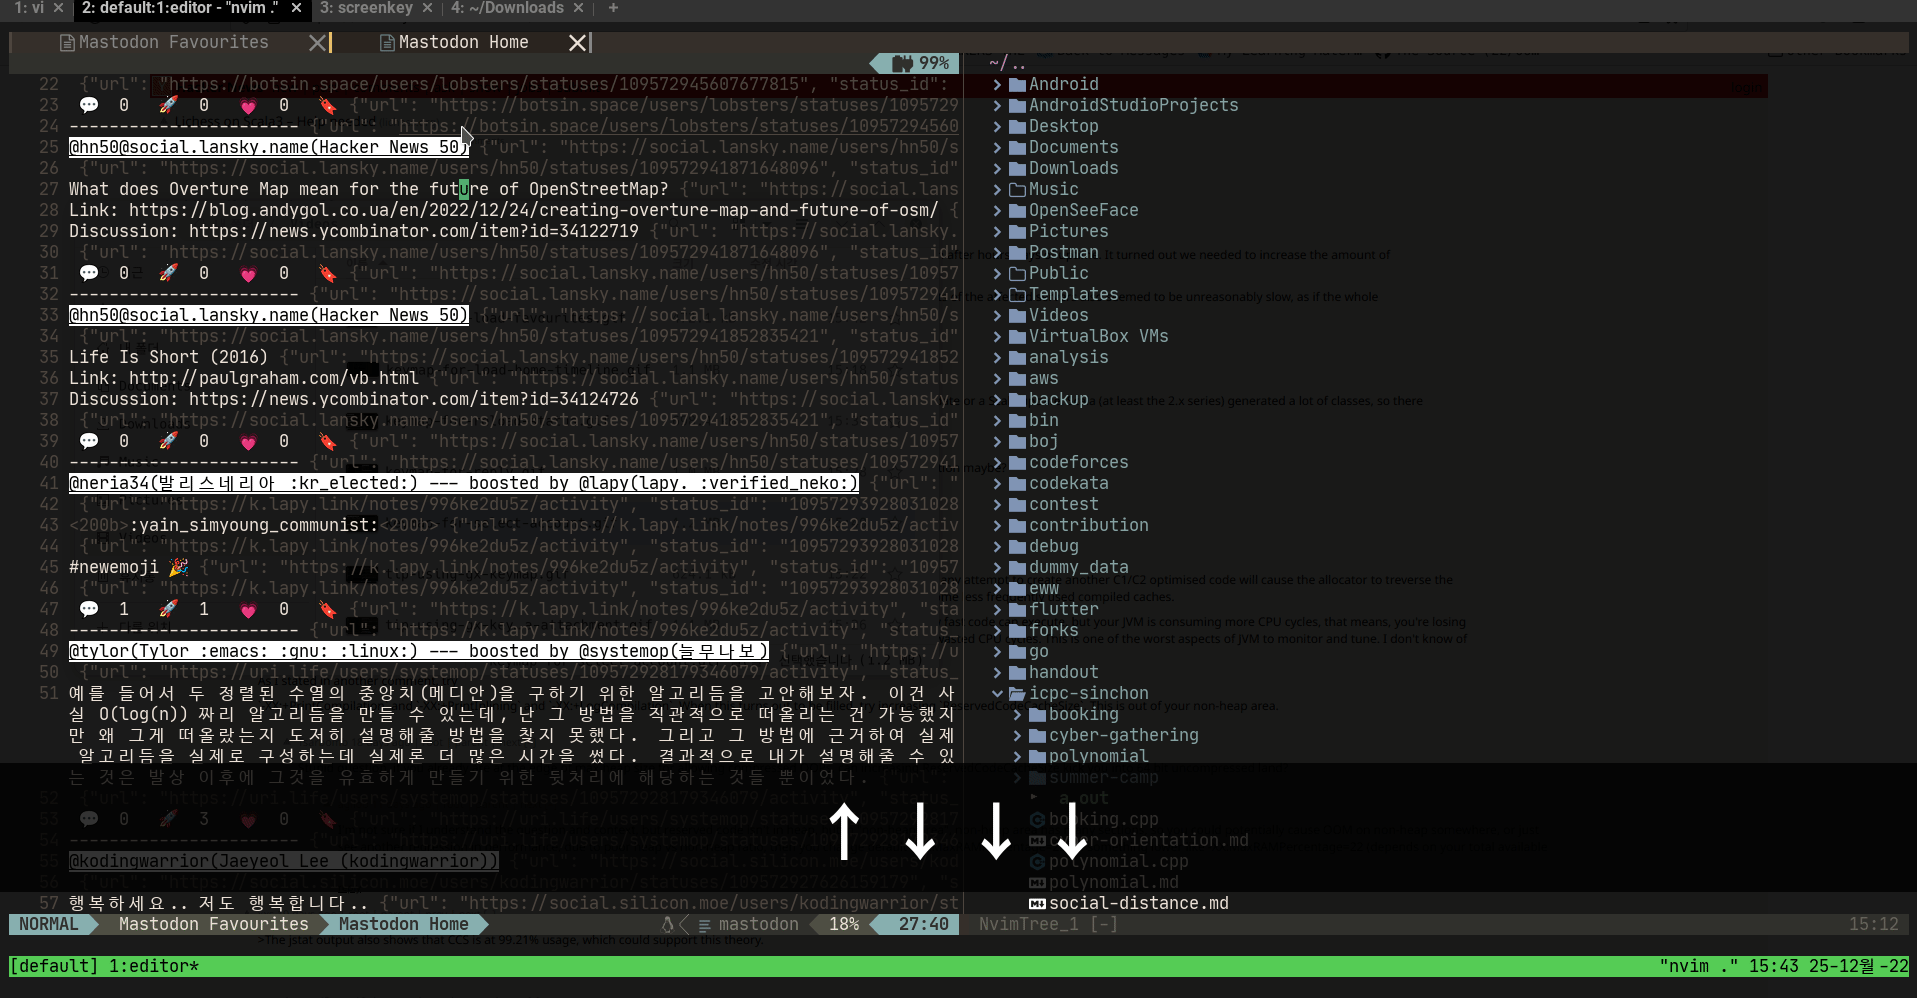 1: vi ✕ 2: default:1:editor - "nvim ." ✕ 3: screenkey ✕ 4: ~/Downloads ✕ +
Mastodon Favourites Mastodon Home
99%
22 {"url": "https://botsin.space/users/lobsters/statuses/109572945607677815", "status_id":
23 💬 0 🚀 0 💗 0 🔖 {"url": "https://botsin.space/users/lobsters/statuses/1095729
24 ----------------------- {"url": "https://botsin.space/users/lobsters/statuses/10957294560
25 @hn50@social.lansky.name(Hacker News 50) {"url": "https://social.lansky.name/users/hn50/s
26 {"url": "https://social.lansky.name/users/hn50/statuses/109572941871648096", "status_id"
27 What does Overture Map mean for the future of OpenStreetMap? {"url": "https://social.lans
28 Link: https://blog.andygol.co.ua/en/2022/12/24/creating-overture-map-and-future-of-osm/ {
29 Discussion: https://news.ycombinator.com/item?id=34122719 {"url": "https://social.lansky.
30 {"url": "https://social.lansky.name/users/hn50/statuses/109572941871648096", "status_id"
31 💬 0 🚀 0 💗 0 🔖 {"url": "https://social.lansky.name/users/hn50/statuses/10957
32 ----------------------- {"url": "https://social.lansky.name/users/hn50/statuses/109572941
33 @hn50@social.lansky.name(Hacker News 50) {"url": "https://social.lansky.name/users/hn50/s
34 {"url": "https://social.lansky.name/users/hn50/statuses/109572941852835421", "status_id"
35 Life Is Short (2016) {"url": "https://social.lansky.name/users/hn50/statuses/109572941852
36 Link: http://paulgraham.com/vb.html {"url": "https://social.lansky.name/users/hn50/status
37 Discussion: https://news.ycombinator.com/item?id=34124726 {"url": "https://social.lansky.
38 {"url": "https://social.lansky.name/users/hn50/statuses/109572941852835421", "status_id"
39 💬 0 🚀 0 💗 0 🔖 {"url": "https://social.lansky.name/users/hn50/statuses/10957
40 ----------------------- {"url": "https://social.lansky.name/users/hn50/statuses/109572941
41 @neria34(발리스네리아 :kr_elected:) --- boosted by @lapy(lapy. :verified_neko:) {"url": "
42 {"url": "https://k.lapy.link/notes/996ke2du5z/activity", "status_id": "10957293928031028
43 <200b>:yain_simyoung_communist:<200b> {"url": "https://k.lapy.link/notes/996ke2du5z/activ
44 {"url": "https://k.lapy.link/notes/996ke2du5z/activity", "status_id": "10957293928031028
45 #newemoji 🎉 {"url": "https://k.lapy.link/notes/996ke2du5z/activity", "status_id": "10957
46 {"url": "https://k.lapy.link/notes/996ke2du5z/activity", "status_id": "10957293928031028
47 💬 1 🚀 1 💗 0 🔖 {"url": "https://k.lapy.link/notes/996ke2du5z/activity", "sta
48 ----------------------- {"url": "https://k.lapy.link/notes/996ke2du5z/activity", "status_
49 @tylor(Tylor :emacs: :gnu: :linux:) --- boosted by @systemop(늘무나보) {"url": "https://u
50 {"url": "https://uri.life/users/systemop/statuses/109572928179346079/activity", "status_
51 예를 들어서 두 정렬된 수열의 중앙치(메디안)을 구하기 위한 알고리듬을 고안해보자. 이건 사
실 O(log(n)) 짜리 알고리듬을 만들 수 있는데,난 그 방법을 직관적으로 떠올리는 건 가능했지
만 왜 그게 떠올랐는지 도저히 설명해줄 방법을 찾지 못했다. 그리고 그 방법에 근거하여 실제
알고리듬을 실제로 구성하는데 실제론 더 많은 시간을 썼다. 결과적으로 내가 설명해줄 수 있
는 것은 발상 이후에 그것을 유효하게 만들기 위한 뒷처리에 해당하는 것들 뿐이었다. {"url":
52 {"url": "https://uri.life/users/systemop/statuses/109572928179346079/activity", "status_
53 💬 0 🚀 3 💗 0 🔖
54 -----------------------
55 @kodingwarrior(Jaeyeol Lee (kodingwarrior))
56 {"url": "https://social.silicon.moe/users/kodingwarrior/statuses/109572927626159179", "s
57 행복하세요.. 저도 행복합니다.. {"url": "https://social.silicon.moe/users/kodingwarrior/st
NORMAL Mastodon Favourites Mastodon Home mastodon 18% 27:40
~/..
Android
AndroidStudioProjects
Desktop
Documents
Downloads
Music
OpenSeeFace
Pictures
Postman
Public
Templates
Videos
VirtualBox VMs
analysis
aws
backup
bin
boj
codeforces
codekata
contest
contribution
debug
dummy_data
eww
flutter
forks
go
handout
icpc-sinchon
booking
cyber-gathering
polynomial
summer-camp
a.out
booking.cpp
cyber-orientation.md
polynomial.cpp
polynomial.md
social-distance.md
NvimTree_1 [-] 15:12
↑ ↓ ↓ ↓
[default] 1:editor* "nvim ." 15:43 25-12월-22